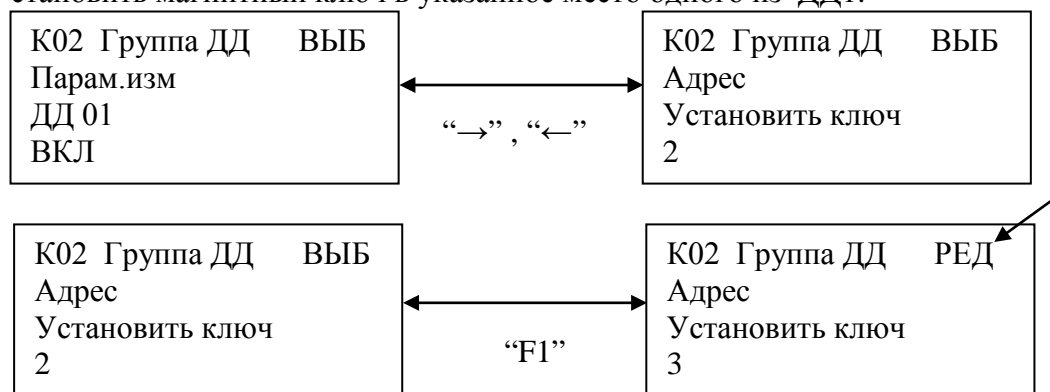 становить магнитный ключ в указанное место одного из ДД1.
К02 Группа ДД ВЫБ
Парам.изм
ДД 01
ВКЛ
“→” , “←”
К02 Группа ДД ВЫБ
Адрес
Установить ключ
2
К02 Группа ДД ВЫБ
Адрес
Установить ключ
2
“F1”
К02 Группа ДД РЕД
Адрес
Установить ключ
3